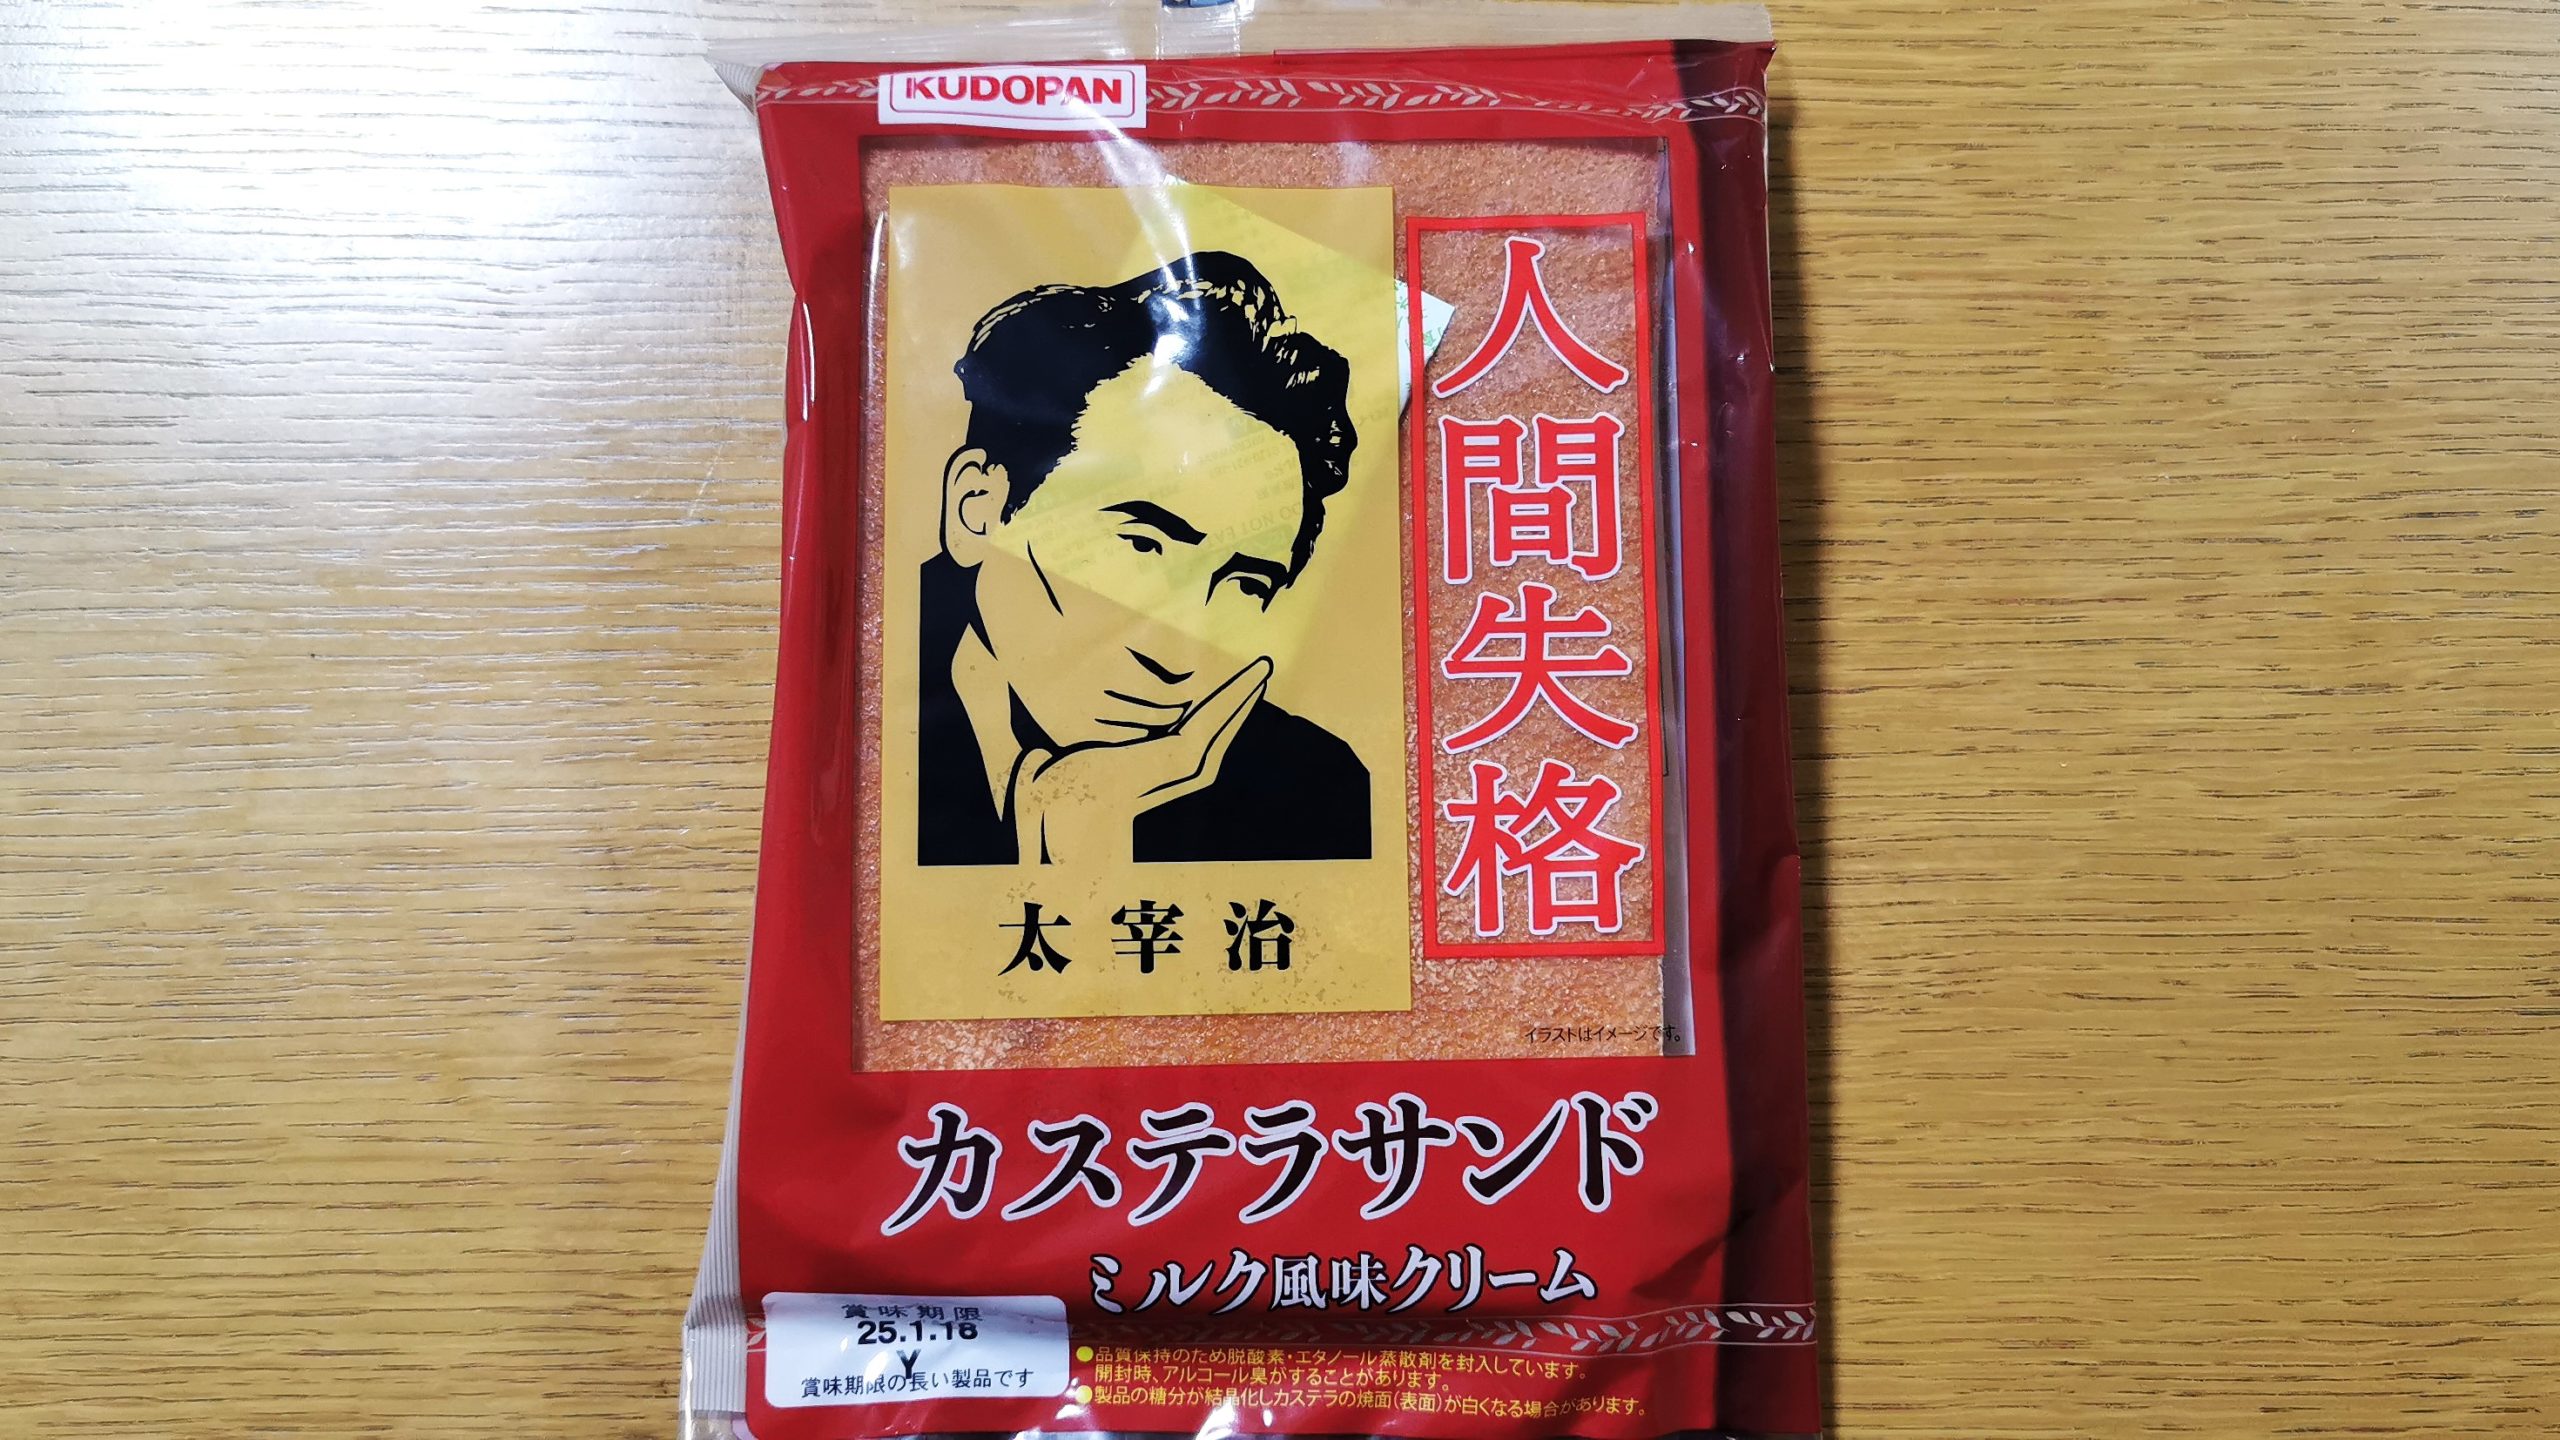 KUDOPAN
人間失格
太宰治
イラストはイメージです。
カステラサンド
ミルク風味クリーム
賞味期限
25.1.18
Y
賞味期限の長い製品です
●品質保持のため脱酸素・エタノール蒸散剤を封入しています。
開封時、アルコール臭がすることがあります。
●製品の糖分が結晶化しカステラの焼面(表面)が白くなる場合があります。